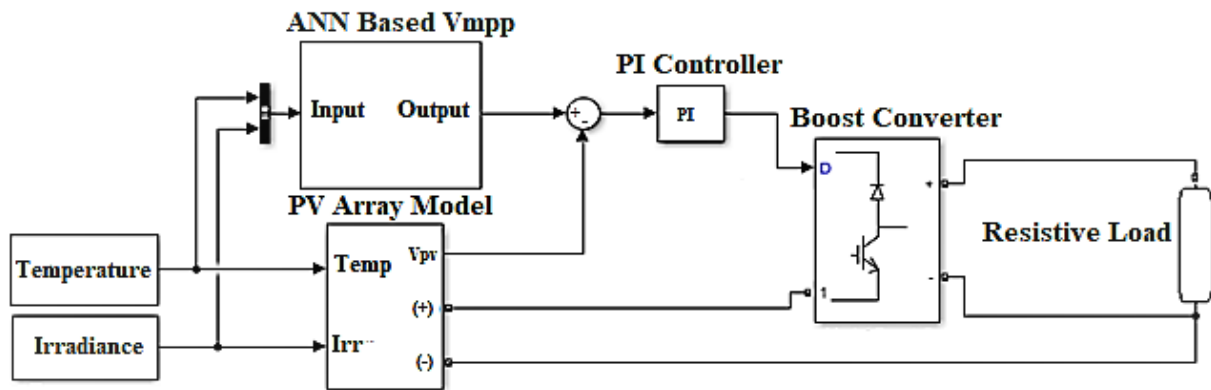 ANN Based Vmpp
Input
Output
PI Controller
PI
+
-
Boost Converter
D
1
+
-
Resistive Load
PV Array Model
Temp
Vpv
(+)
Irr
(-)
Temperature
Irradiance